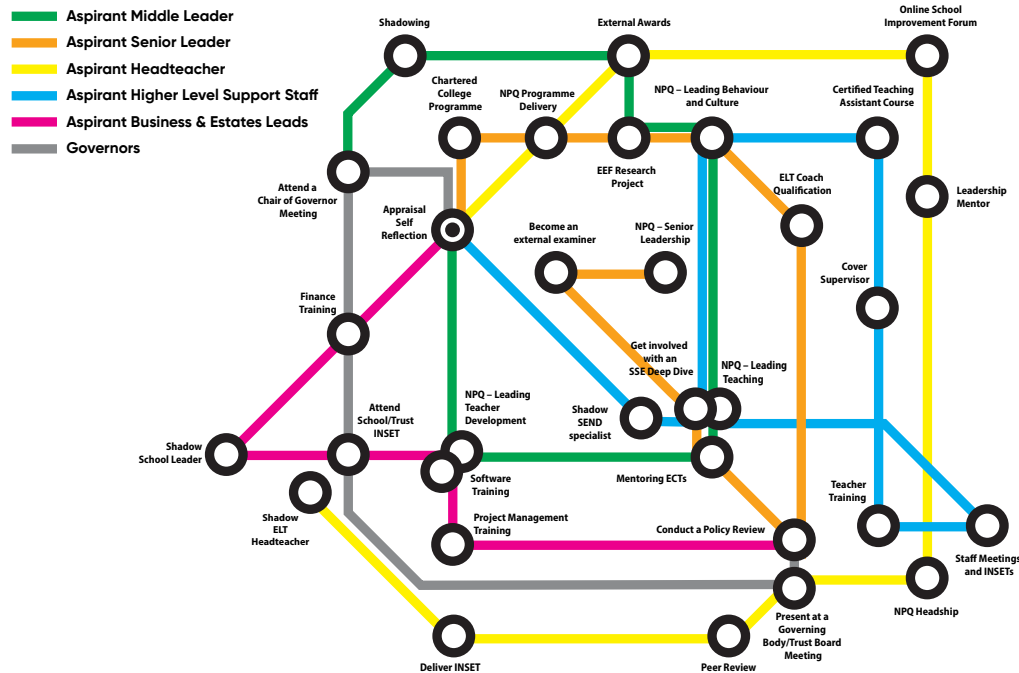 Aspirant Middle Leader
Aspirant Senior Leader
Aspirant Headteacher
Aspirant Higher Level Support Staff
Aspirant Business & Estates Leads
Governors
Shadowing
External Awards
Online School
Improvement Forum
Chartered
College
Programme
NPQ Programme
Delivery
NPQ – Leading Behaviour
and Culture
Certified Teaching
Assistant Course
EEF Research
Project
ELT Coach
Qualification
Attend a
Chair of Governor
Meeting
Leadership
Mentor
Appraisal
Self
Reflection
Become an
external examiner
NPQ – Senior
Leadership
Cover
Supervisor
Finance
Training
Get involved
with an
SSE Deep Dive
NPQ – Leading
Teaching
NPQ – Leading
Teacher
Development
Attend
School/Trust
INSET
Shadow
SEND
specialist
Shadow
School Leader
Software
Training
Mentoring ECTs
Teacher
Training
Shadow
ELT
Headteacher
Project Management
Training
Conduct a Policy Review
Staff Meetings
and INSETs
NPQ Headship
Present at a
Governing
Body/Trust Board
Meeting
Deliver INSET
Peer Review